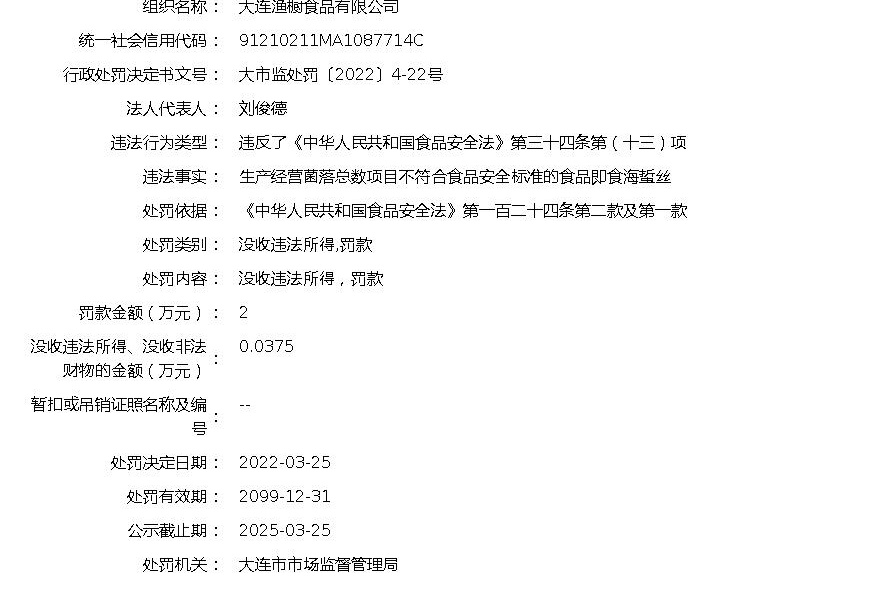 组织名称： 大连渔橱食品有限公司
统一社会信用代码： 91210211MA1087714C
行政处罚决定书文号： 大市监处罚〔2022〕4-22号
法人代表人： 刘俊德
违法行为类型： 违反了《中华人民共和国食品安全法》第三十四条第（十三）项
违法事实： 生产经营菌落总数项目不符合食品安全标准的食品即食海蜇丝
处罚依据： 《中华人民共和国食品安全法》第一百二十四条第二款及第一款
处罚类别： 没收违法所得,罚款
处罚内容： 没收违法所得，罚款
罚款金额（万元）： 2
没收违法所得、没收非法
财物的金额（万元）： 0.0375
暂扣或吊销证照名称及编
号： --
处罚决定日期： 2022-03-25
处罚有效期： 2099-12-31
公示截止期： 2025-03-25
处罚机关： 大连市市场监督管理局